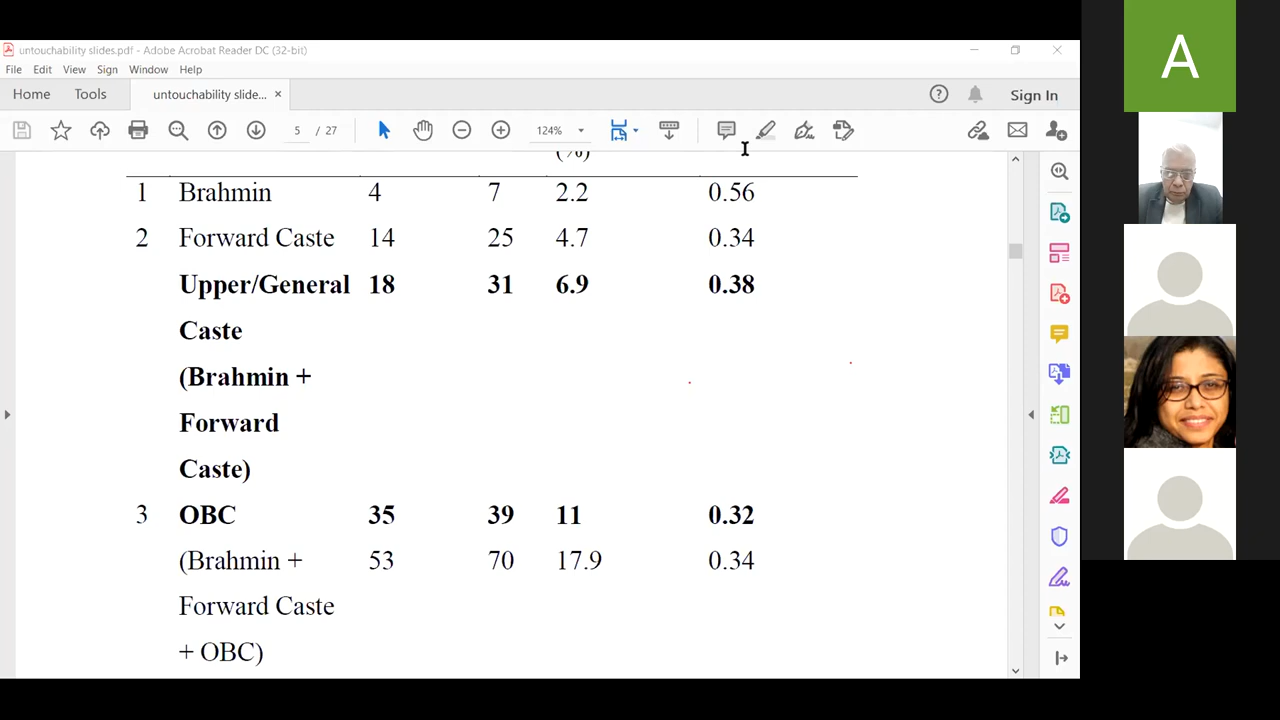 untouchability slides.pdf - Adobe Acrobat Reader DC (32-bit)
File Edit View Sign Window Help
Home Tools untouchability slide... × Sign In
5 / 27 124%
(%)
1 Brahmin 4 7 2.2 0.56
2 Forward Caste 14 25 4.7 0.34
Upper/General 18 31 6.9 0.38
Caste
(Brahmin +
Forward
Caste)
3 OBC 35 39 11 0.32
(Brahmin + 53 70 17.9 0.34
Forward Caste
+ OBC)
A